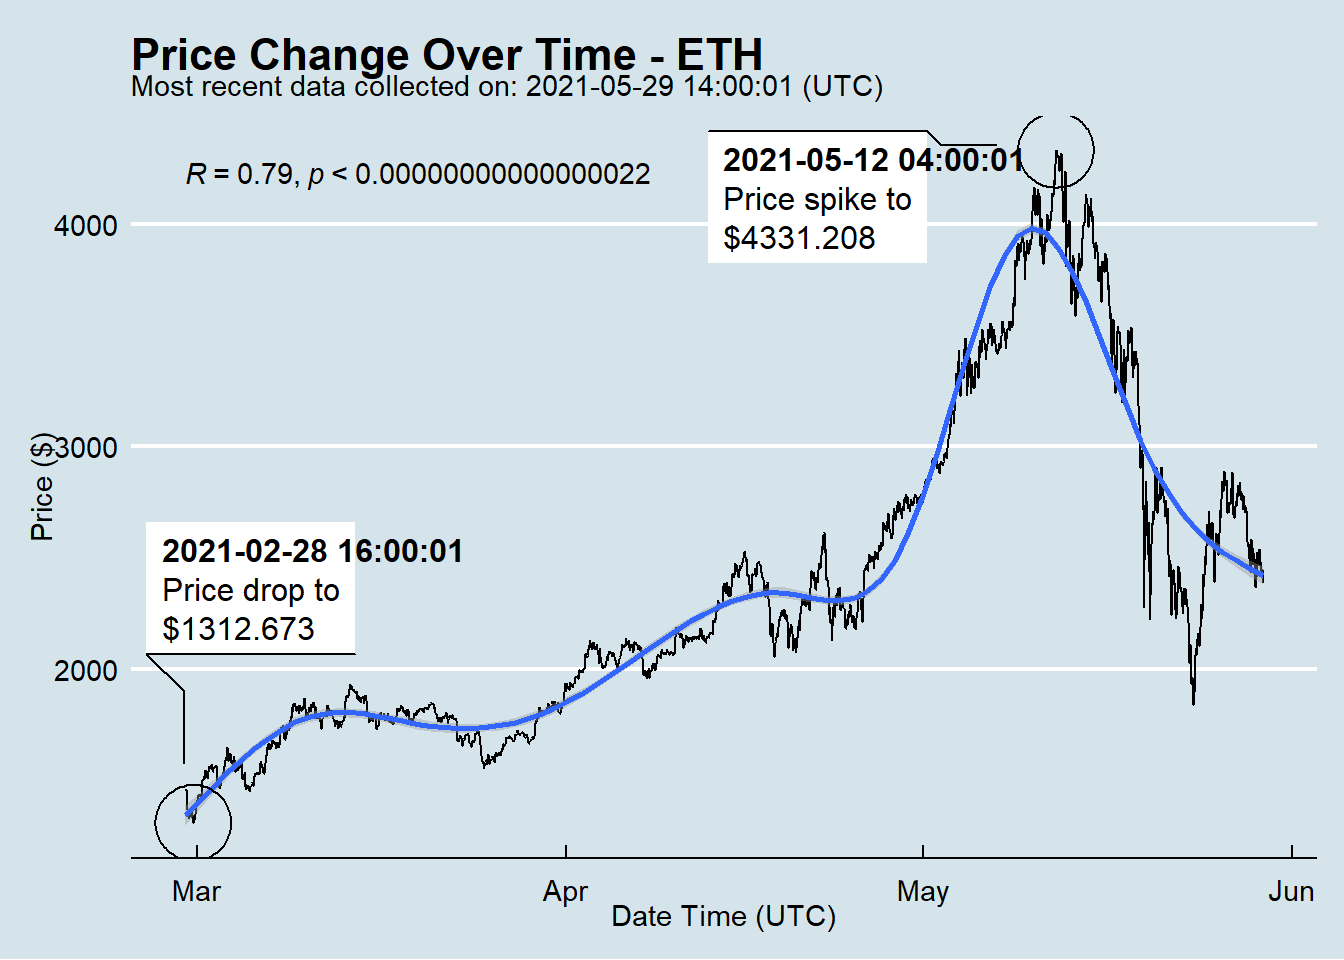 Price Change Over Time - ETH
Most recent data collected on: 2021-05-29 14:00:01 (UTC)
R = 0.79, p < 0.00000000000000022
2021-05-12 04:00:01
Price spike to
$4331.208
4000
3000
2000
Price ($)
2021-02-28 16:00:01
Price drop to
$1312.673
Mar
Apr
May
Jun
Date Time (UTC)